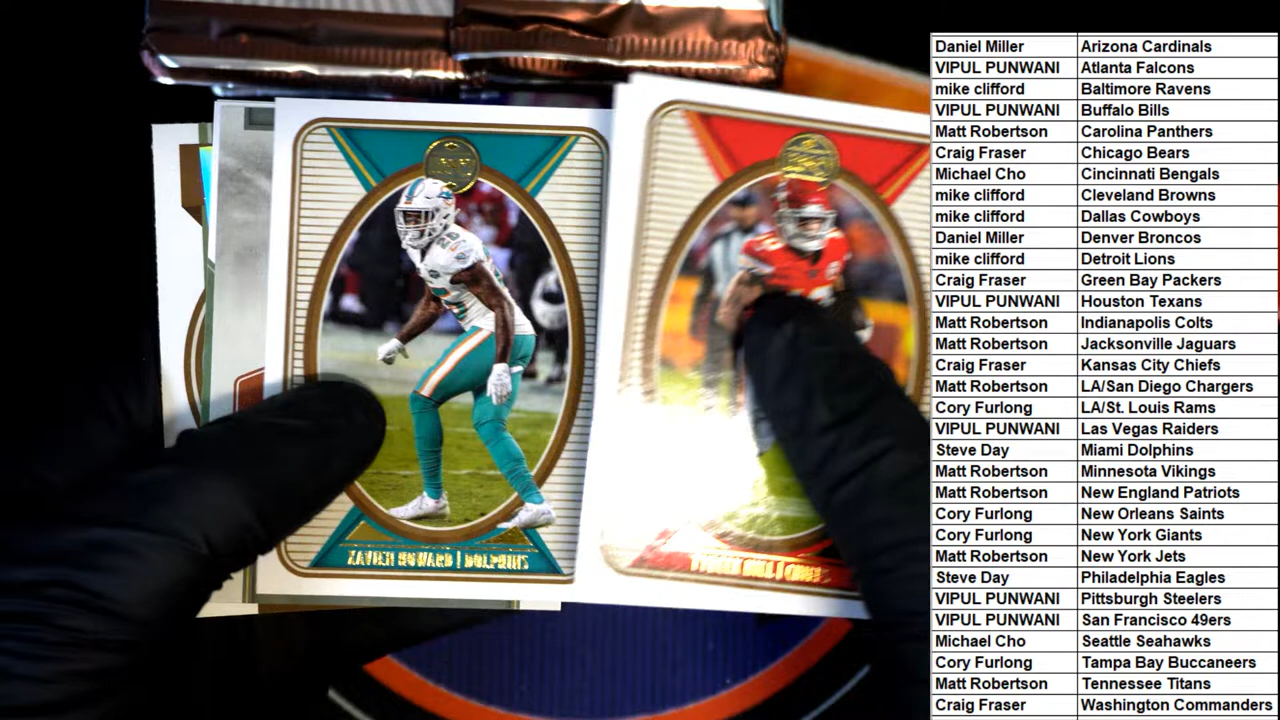 XAVIEN HOWARD | DOLPHINS
Daniel Miller Arizona Cardinals
VIPUL PUNWANI Atlanta Falcons
mike clifford Baltimore Ravens
VIPUL PUNWANI Buffalo Bills
Matt Robertson Carolina Panthers
Craig Fraser Chicago Bears
Michael Cho Cincinnati Bengals
mike clifford Cleveland Browns
mike clifford Dallas Cowboys
Daniel Miller Denver Broncos
mike clifford Detroit Lions
Craig Fraser Green Bay Packers
VIPUL PUNWANI Houston Texans
Matt Robertson Indianapolis Colts
Matt Robertson Jacksonville Jaguars
Craig Fraser Kansas City Chiefs
Matt Robertson LA/San Diego Chargers
Cory Furlong LA/St. Louis Rams
VIPUL PUNWANI Las Vegas Raiders
Steve Day Miami Dolphins
Matt Robertson Minnesota Vikings
Matt Robertson New England Patriots
Cory Furlong New Orleans Saints
Cory Furlong New York Giants
Matt Robertson New York Jets
Steve Day Philadelphia Eagles
VIPUL PUNWANI Pittsburgh Steelers
VIPUL PUNWANI San Francisco 49ers
Michael Cho Seattle Seahawks
Cory Furlong Tampa Bay Buccaneers
Matt Robertson Tennessee Titans
Craig Fraser Washington Commanders